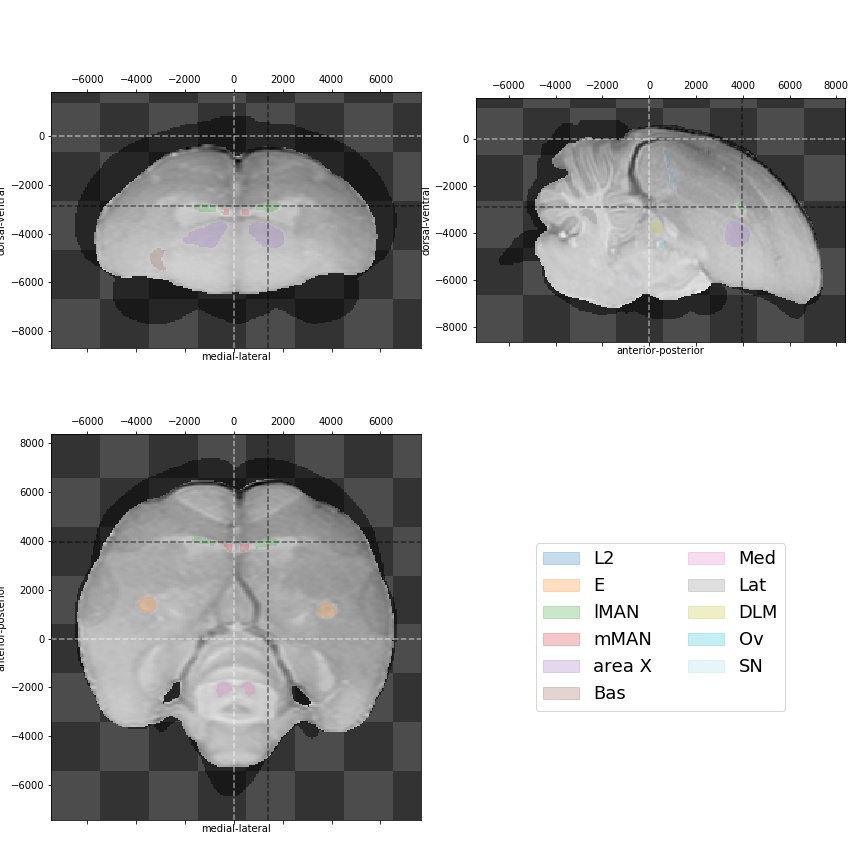 −6000 −4000 −2000 0 2000 4000 6000
0
−2000
−4000
−6000
−8000
dorsal-ventral
medial-lateral
−6000 −4000 −2000 0 2000 4000 6000 8000
0
−2000
−4000
−6000
−8000
dorsal-ventral
anterior-posterior
−6000 −4000 −2000 0 2000 4000 6000
8000
6000
4000
2000
0
−2000
−4000
−6000
anterior-posterior
medial-lateral
L2
E
lMAN
mMAN
area X
Bas
Med
Lat
DLM
Ov
SN